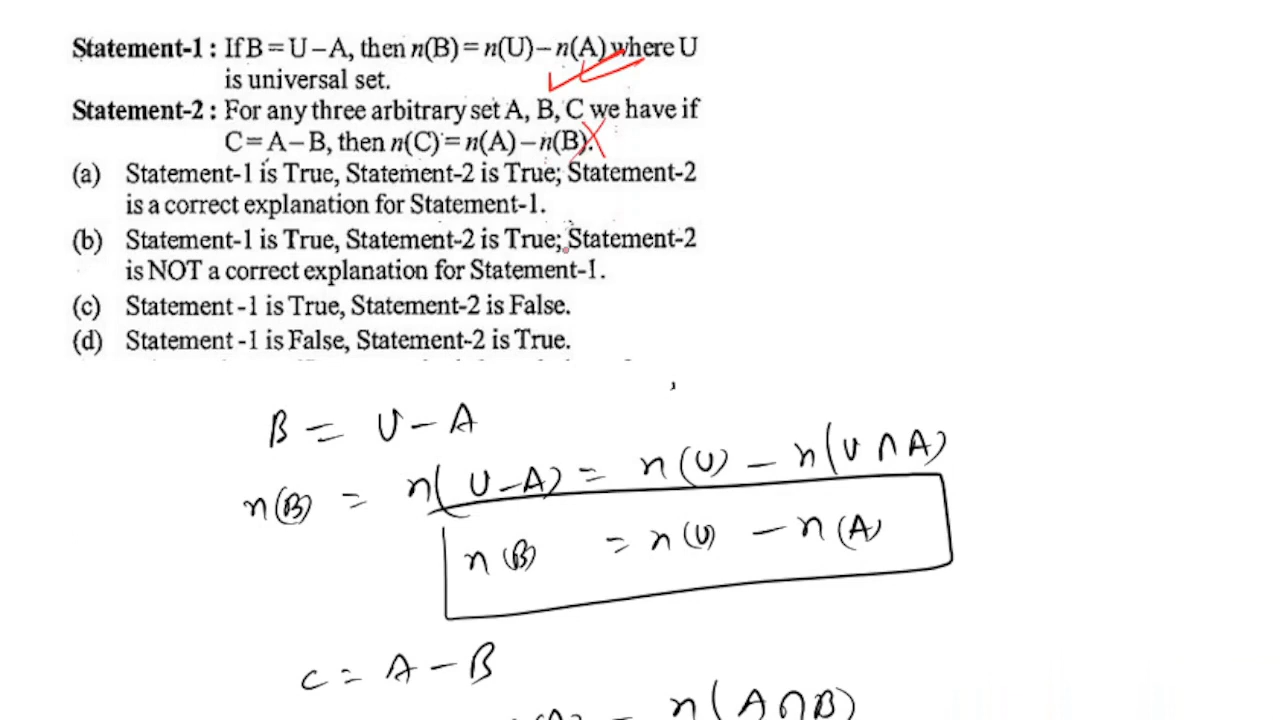 Statement-1 : If B = U – A, then n(B) = n(U) – n(A) where U
is universal set.
Statement-2 : For any three arbitrary set A, B, C we have if
C = A – B, then n(C) = n(A) – n(B).
(a) Statement-1 is True, Statement-2 is True; Statement-2
is a correct explanation for Statement-1.
(b) Statement-1 is True, Statement-2 is True; Statement-2
is NOT a correct explanation for Statement-1.
(c) Statement -1 is True, Statement-2 is False.
(d) Statement -1 is False, Statement-2 is True.
B = U – A
n(B) = n(U – A) = n(U) – n(U ∩ A)
n(B) = n(U) – n(A)
C = A – B
– n(A ∩ B)